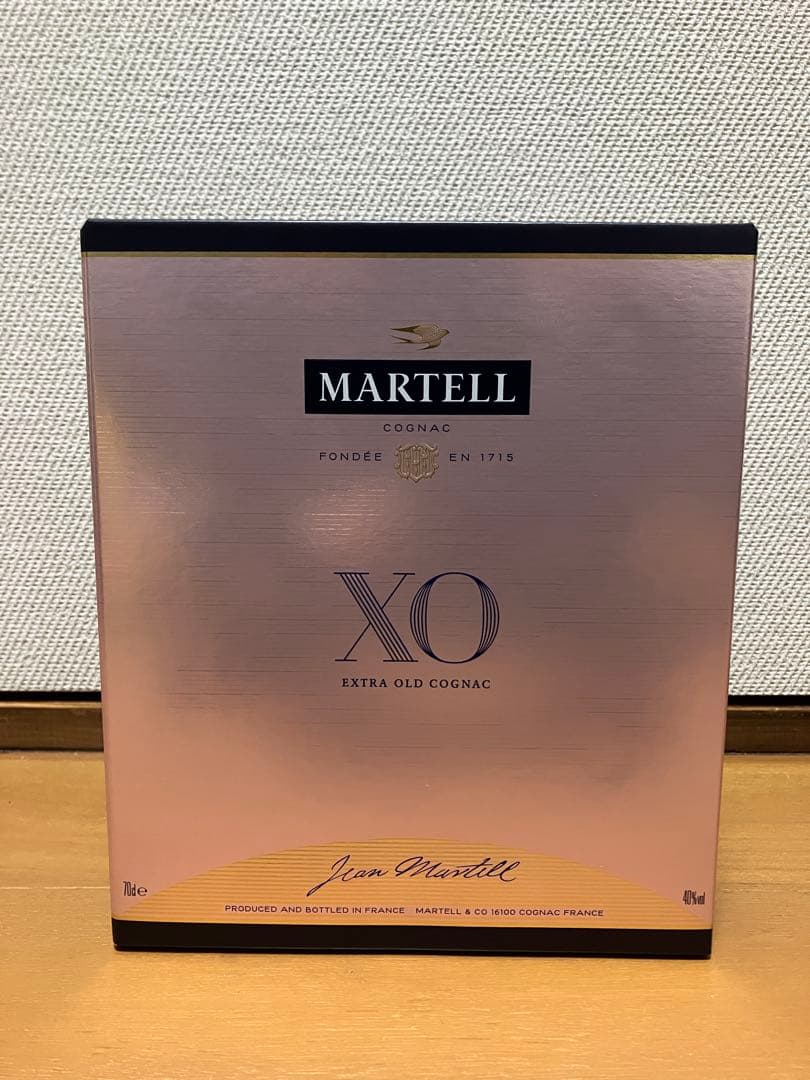 MARTELL
COGNAC
FONDÉE EN 1715
XO
EXTRA OLD COGNAC
Jean Martell
70cl e 40% vol
PRODUCED AND BOTTLED IN FRANCE MARTELL & CO 16100 COGNAC FRANCE